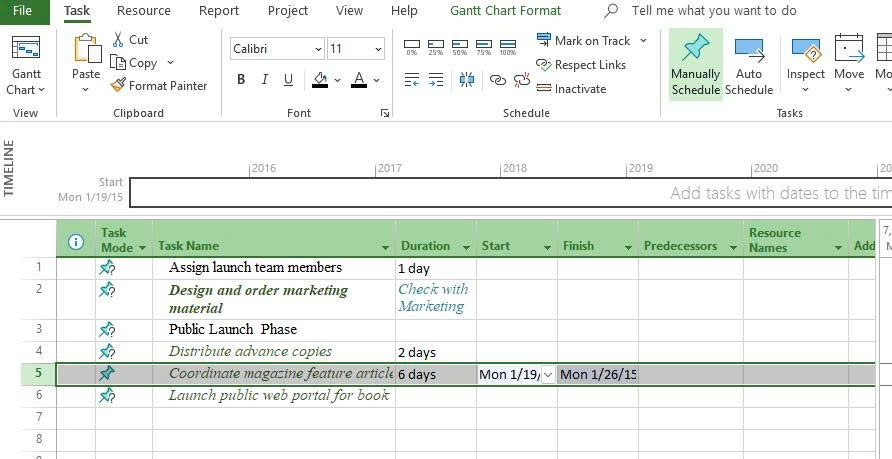 File Task Resource Report Project View Help Gantt Chart Format Tell me what you want to do
Gantt Chart
Paste
Cut
Copy
Format Painter
Calibri 11
B I U A
0% 25% 50% 75% 100%
Mark on Track
Respect Links
Inactivate
Manually Schedule
Auto Schedule
Inspect
Move
View Clipboard Font Schedule Tasks
TIMELINE
2016 2017 2018 2019 2020
Start
Mon 1/19/15
Add tasks with dates to the
Task Mode Task Name Duration Start Finish Predecessors Resource Names Add
1 Assign launch team members 1 day
2 Design and order marketing material Check with Marketing
3 Public Launch Phase
4 Distribute advance copies 2 days
5 Coordinate magazine feature article 6 days Mon 1/19/ Mon 1/26/15
6 Launch public web portal for book
7
8
9